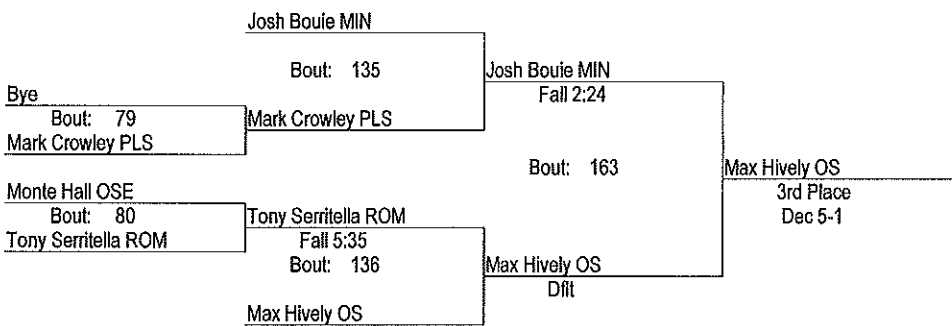 Josh Bouie MIN
Bout: 135
Josh Bouie MIN
Fall 2:24
Bye
Bout: 79
Mark Crowley PLS
Mark Crowley PLS
Bout: 163
Max Hively OS
3rd Place
Dec 5-1
Monte Hall OSE
Bout: 80
Tony Serritella ROM
Tony Serritella ROM
Fall 5:35
Bout: 136
Max Hively OS
Dflt
Max Hively OS